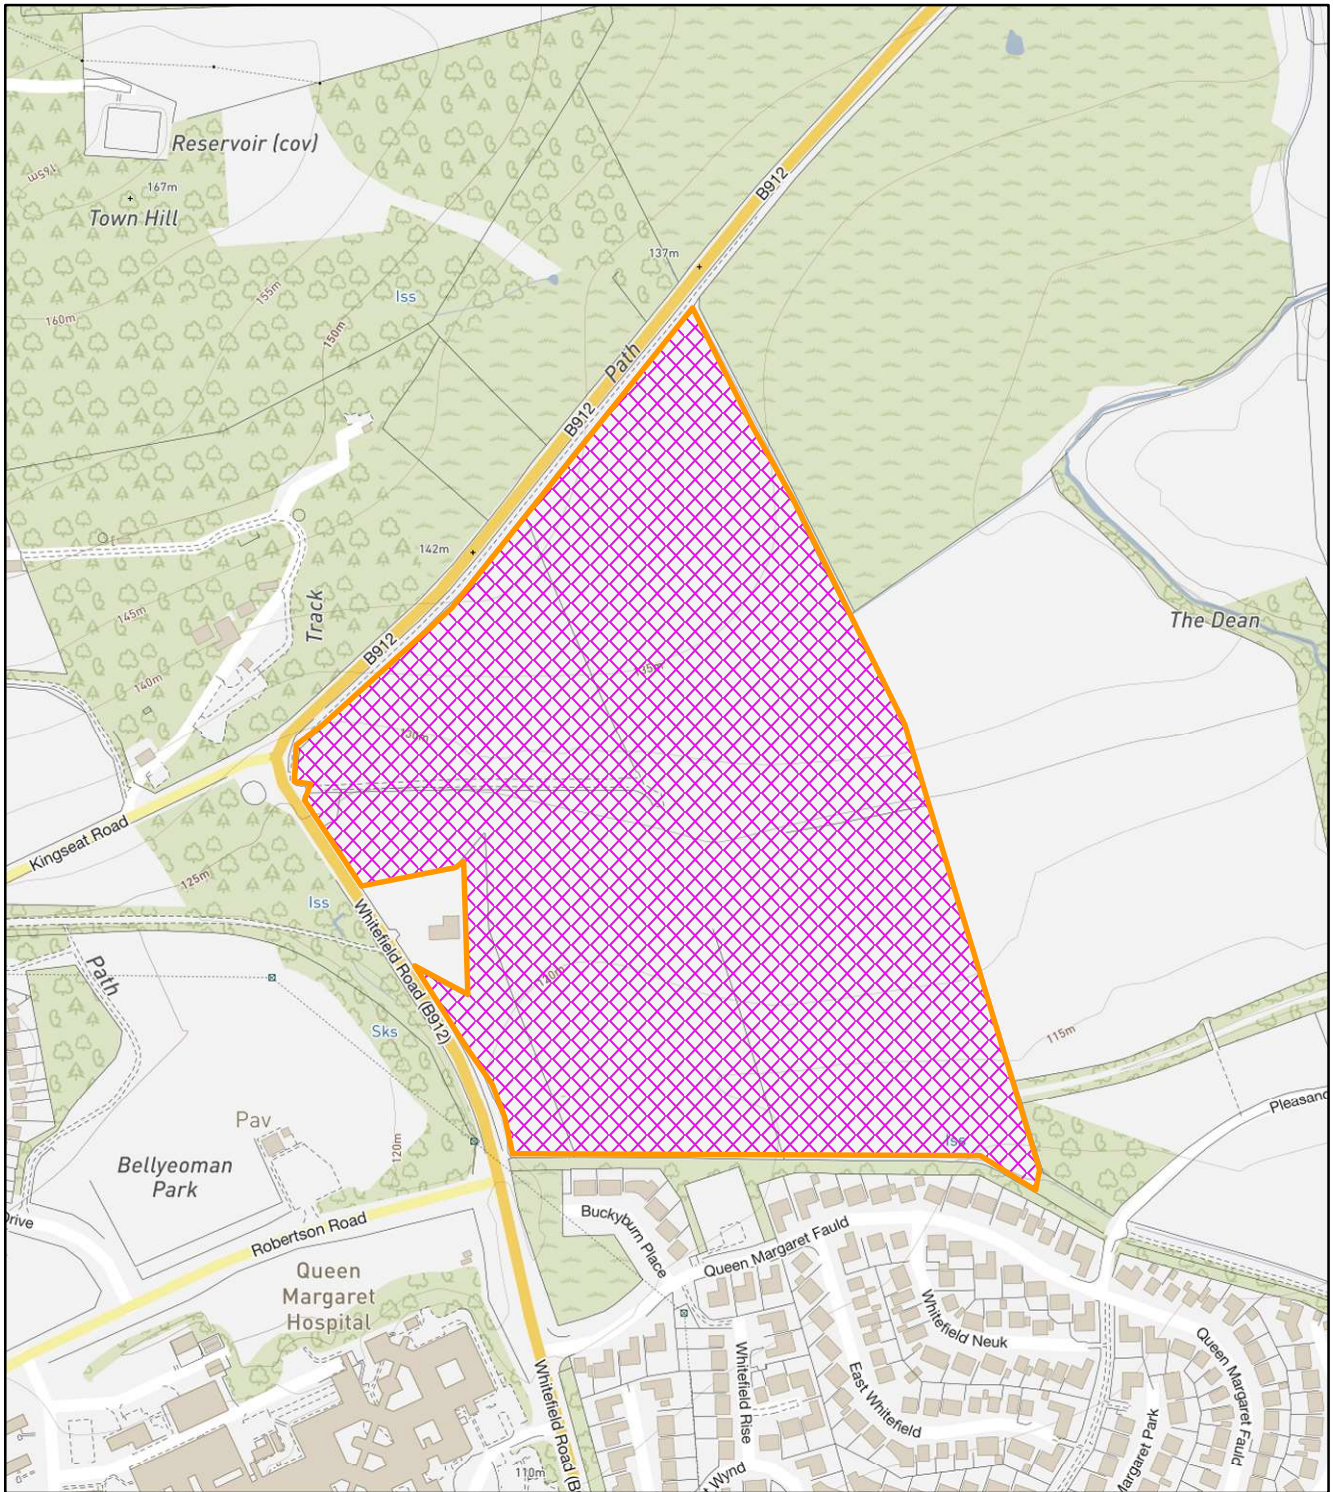 Reservoir (cov)
165m
167m
Town Hill
B912
137m
155m
Iss
160m
150m
Path
B912
142m
145m
Track
The Dean
B912
135m
140m
130m
Kingseat Road
125m
Iss
Whitefield Road (B912)
Path
120m
Sks
115m
Pleasand
Pav
120m
Iss
Bellyeoman
Park
Drive
Buckyburn Place
Robertson Road
Queen Margaret Fauld
Queen
Margaret
Hospital
Whitefield Neuk
Whitefield Rise
Queen Margaret Fauld
East Whitefield
Whitefield Road (B
Margaret Park
110m
t Wynd